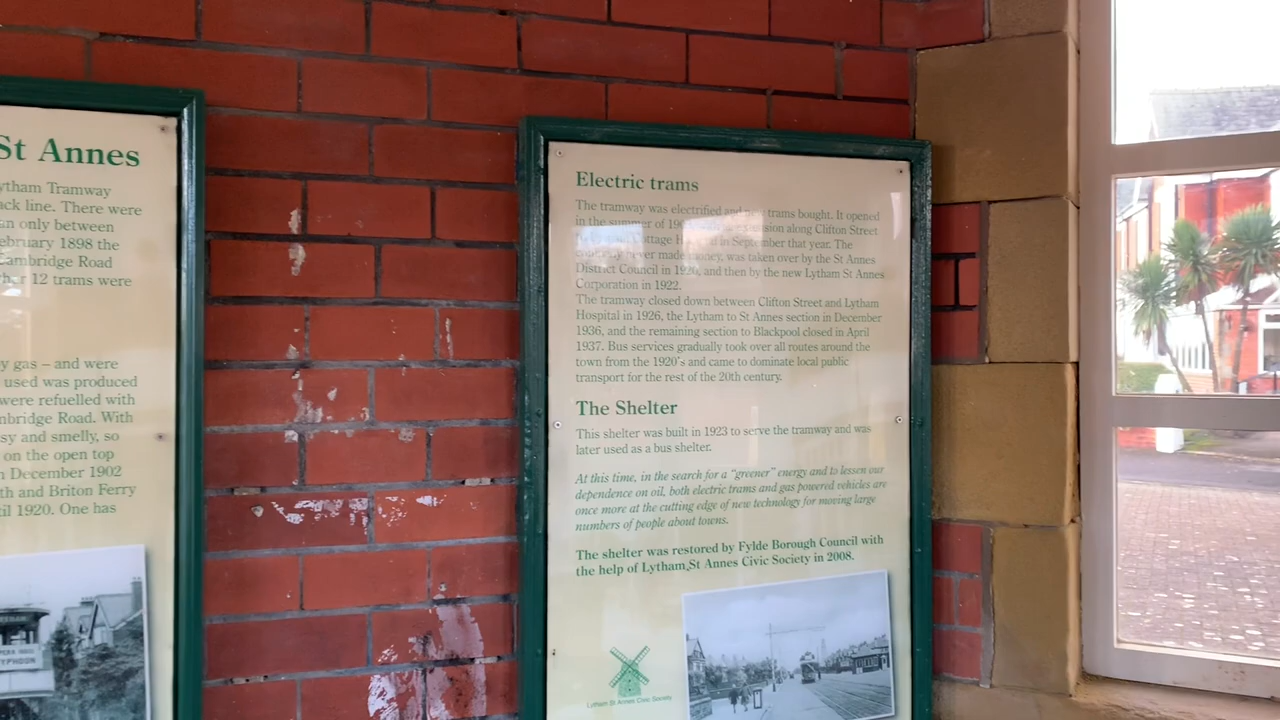 St Annes
ytham Tramway
ack line. There were
an only between
ebruary 1898 the
Cambridge Road
ther 12 trams were
by gas – and were
used was produced
were refuelled with
mbridge Road. With
sy and smelly, so
on the open top
n December 1902
th and Briton Ferry
til 1920. One has
Electric trams
The tramway was electrified and new trams bought. It opened
in the summer of extension along Clifton Street
Cottage Hospital in September that year. The
company never made money, was taken over by the St Annes
District Council in 1920, and then by the new Lytham St Annes
Corporation in 1922.
The tramway closed down between Clifton Street and Lytham
Hospital in 1926, the Lytham to St Annes section in December
1936, and the remaining section to Blackpool closed in April
1937. Bus services gradually took over all routes around the
town from the 1920's and came to dominate local public
transport for the rest of the 20th century.
The Shelter
This shelter was built in 1923 to serve the tramway and was
later used as a bus shelter.
At this time, in the search for a "greener" energy and to lessen our
dependence on oil, both electric trams and gas powered vehicles are
once more at the cutting edge of new technology for moving large
numbers of people about towns.
The shelter was restored by Fylde Borough Council with
the help of Lytham,St Annes Civic Society in 2008.
Lytham St Annes Civic Society